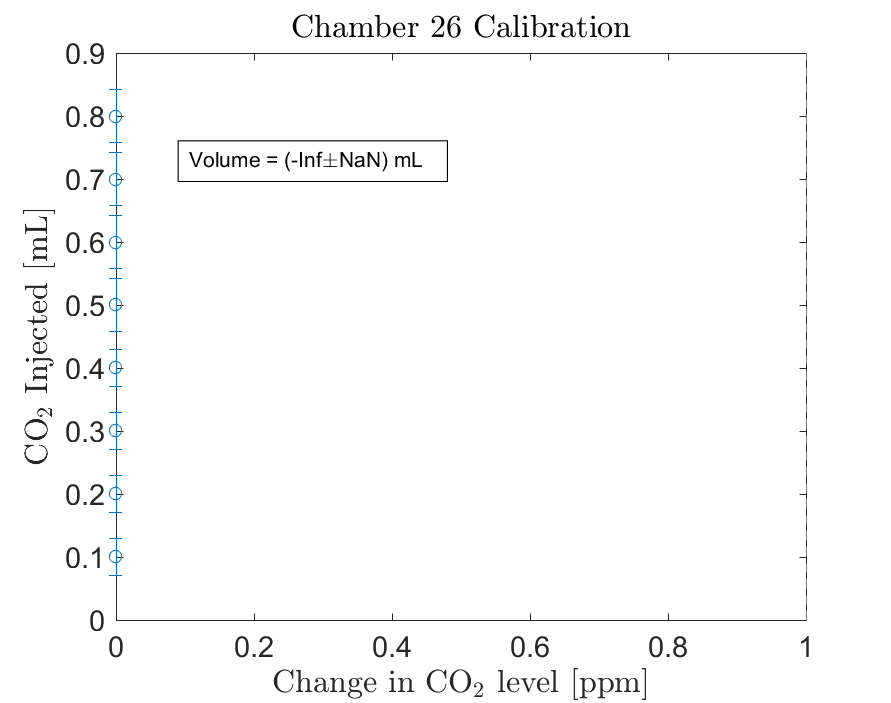 Chamber 26 Calibration
0.9
0.8
Volume = (-Inf±NaN) mL
0.7
0.6
0.5
0.4
0.3
0.2
0.1
0
CO₂ Injected [mL]
0 0.2 0.4 0.6 0.8 1
Change in CO₂ level [ppm]